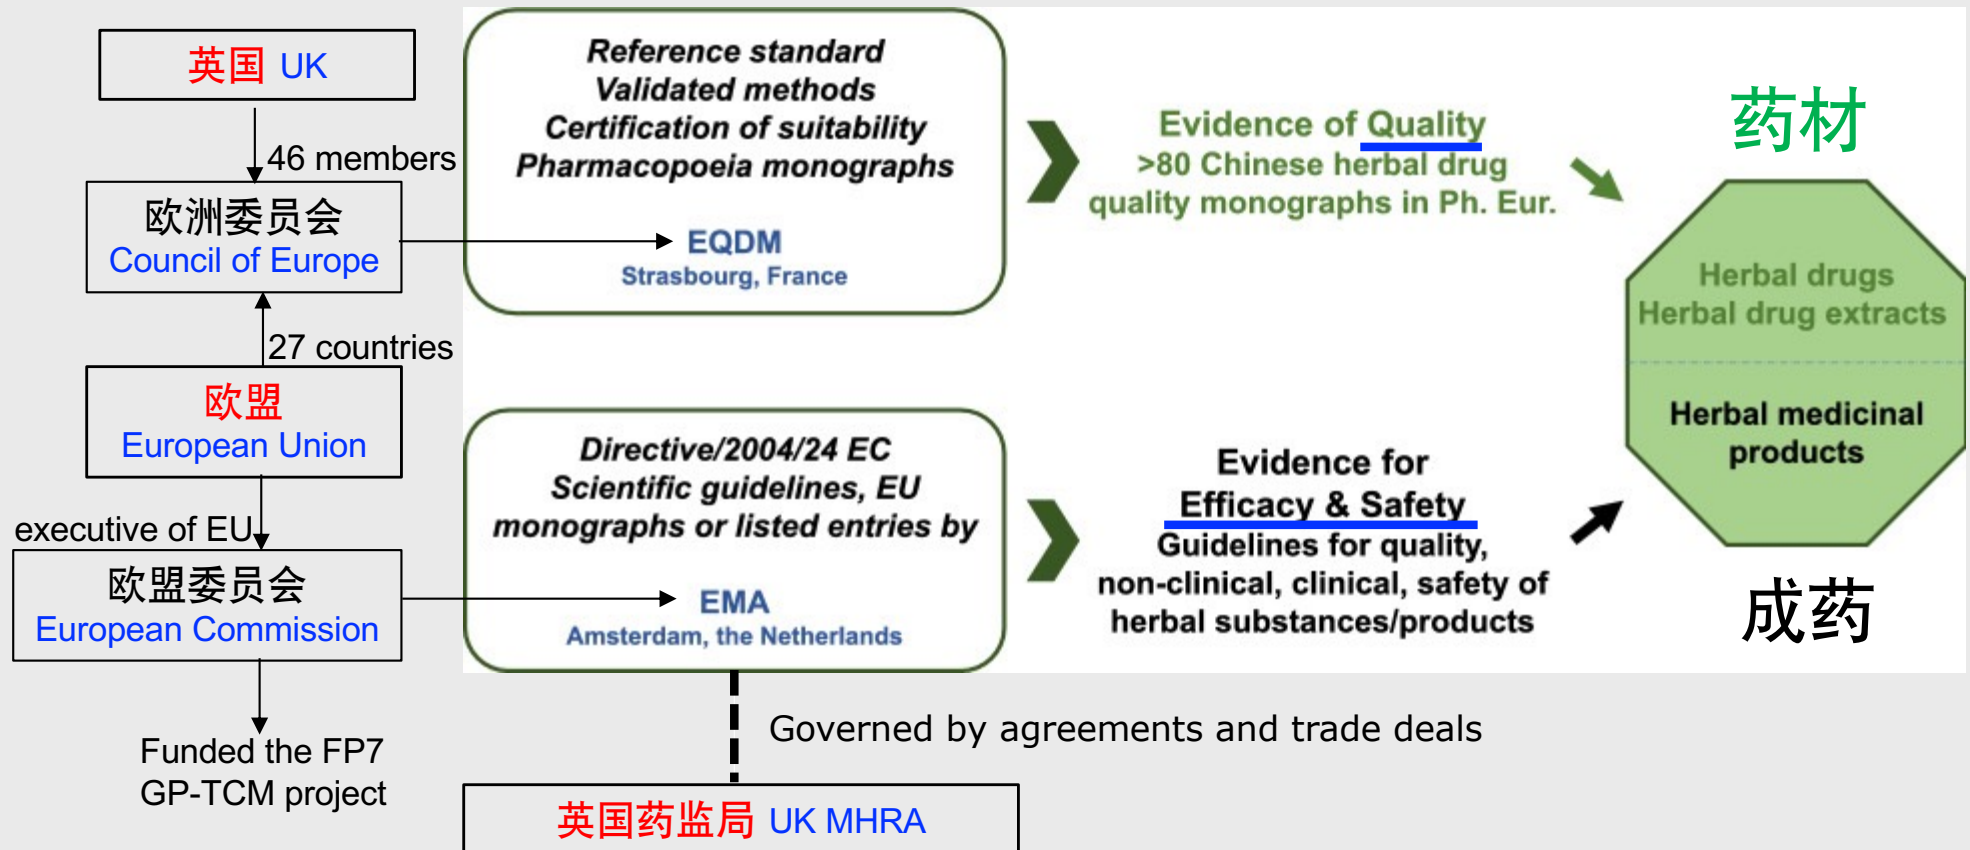 英国 UK
46 members
欧洲委员会
Council of Europe
27 countries
欧盟
European Union
executive of EU
欧盟委员会
European Commission
Funded the FP7
GP-TCM project
Reference standard
Validated methods
Certification of suitability
Pharmacopoeia monographs
EQDM
Strasbourg, France
Evidence of Quality
>80 Chinese herbal drug
quality monographs in Ph. Eur.
Directive/2004/24 EC
Scientific guidelines, EU
monographs or listed entries by
EMA
Amsterdam, the Netherlands
Evidence for
Efficacy & Safety
Guidelines for quality,
non-clinical, clinical, safety of
herbal substances/products
药材
Herbal drugs
Herbal drug extracts
Herbal medicinal
products
成药
Governed by agreements and trade deals
英国药监局 UK MHRA